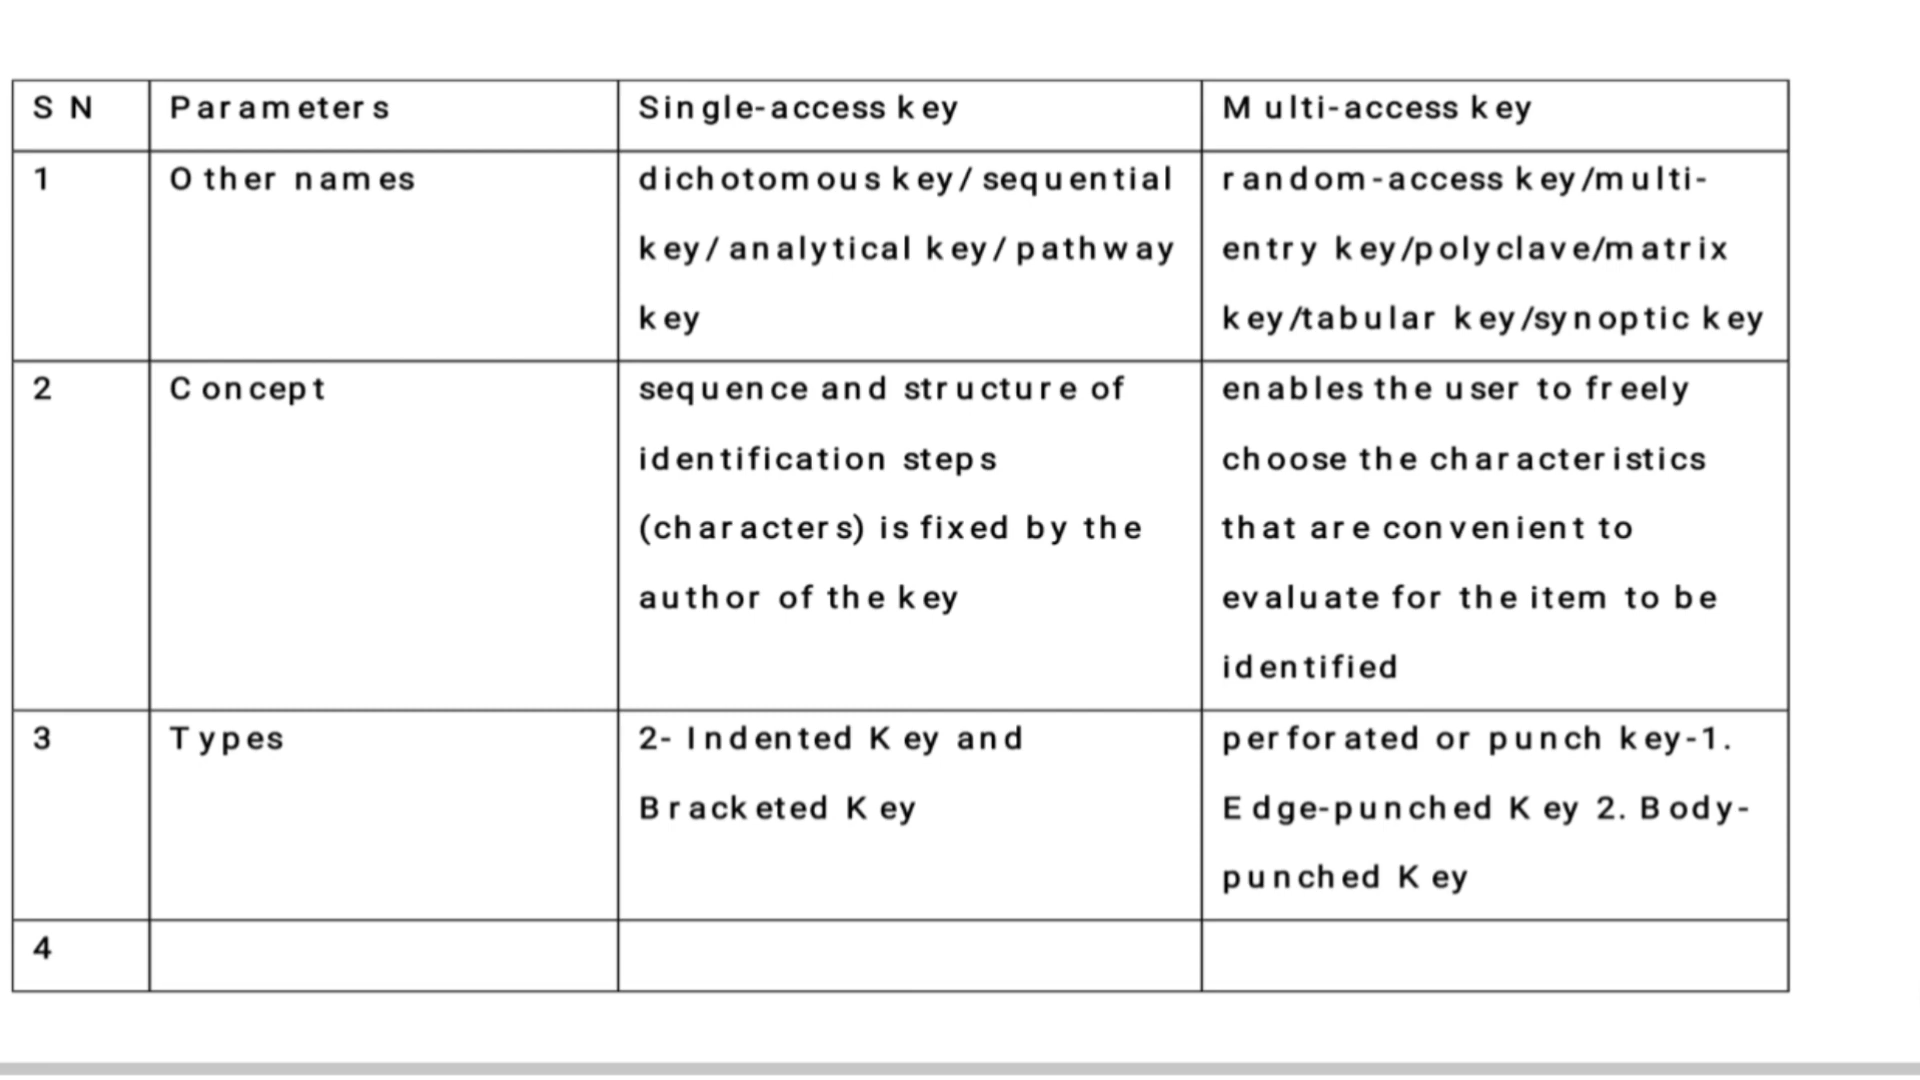 S N Parameters Single-access key Multi-access key
1 Other names dichotomous key/ sequential random-access key/multi-
key/ analytical key/ pathway entry key/polyclave/matrix
key key/tabular key/synoptic key
2 Concept sequence and structure of enables the user to freely
identification steps choose the characteristics
(characters) is fixed by the that are convenient to
author of the key evaluate for the item to be
identified
3 Types 2- Indented Key and perforated or punch key-1.
Bracketed Key Edge-punched Key 2. Body-
punched Key
4